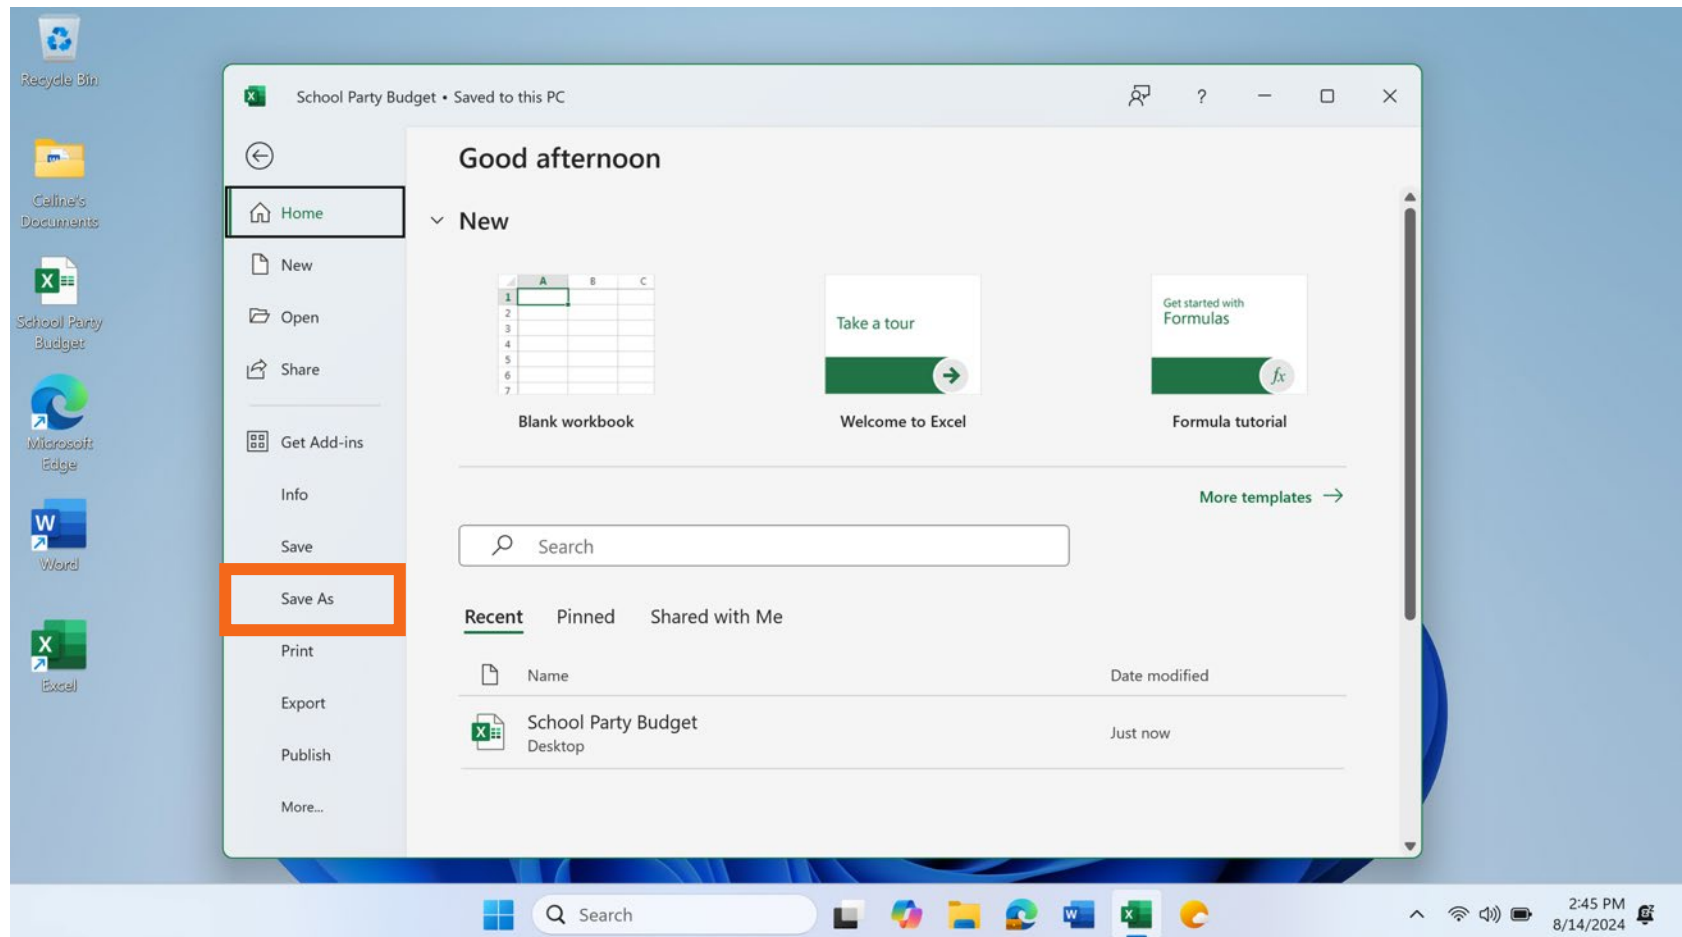 Recycle Bin
Celine's
Documents
School Party
Budget
Microsoft
Edge
Word
Excel
School Party Budget • Saved to this PC
?
Home
New
Open
Share
Get Add-ins
Info
Save
Save As
Print
Export
Publish
More...
Good afternoon
New
A B C
1
2
3
4
5
6
7
Blank workbook
Take a tour
Welcome to Excel
Get started with
Formulas
fx
Formula tutorial
More templates
Search
Recent Pinned Shared with Me
Name Date modified
School Party Budget
Desktop
Just now
Search
2:45 PM
8/14/2024